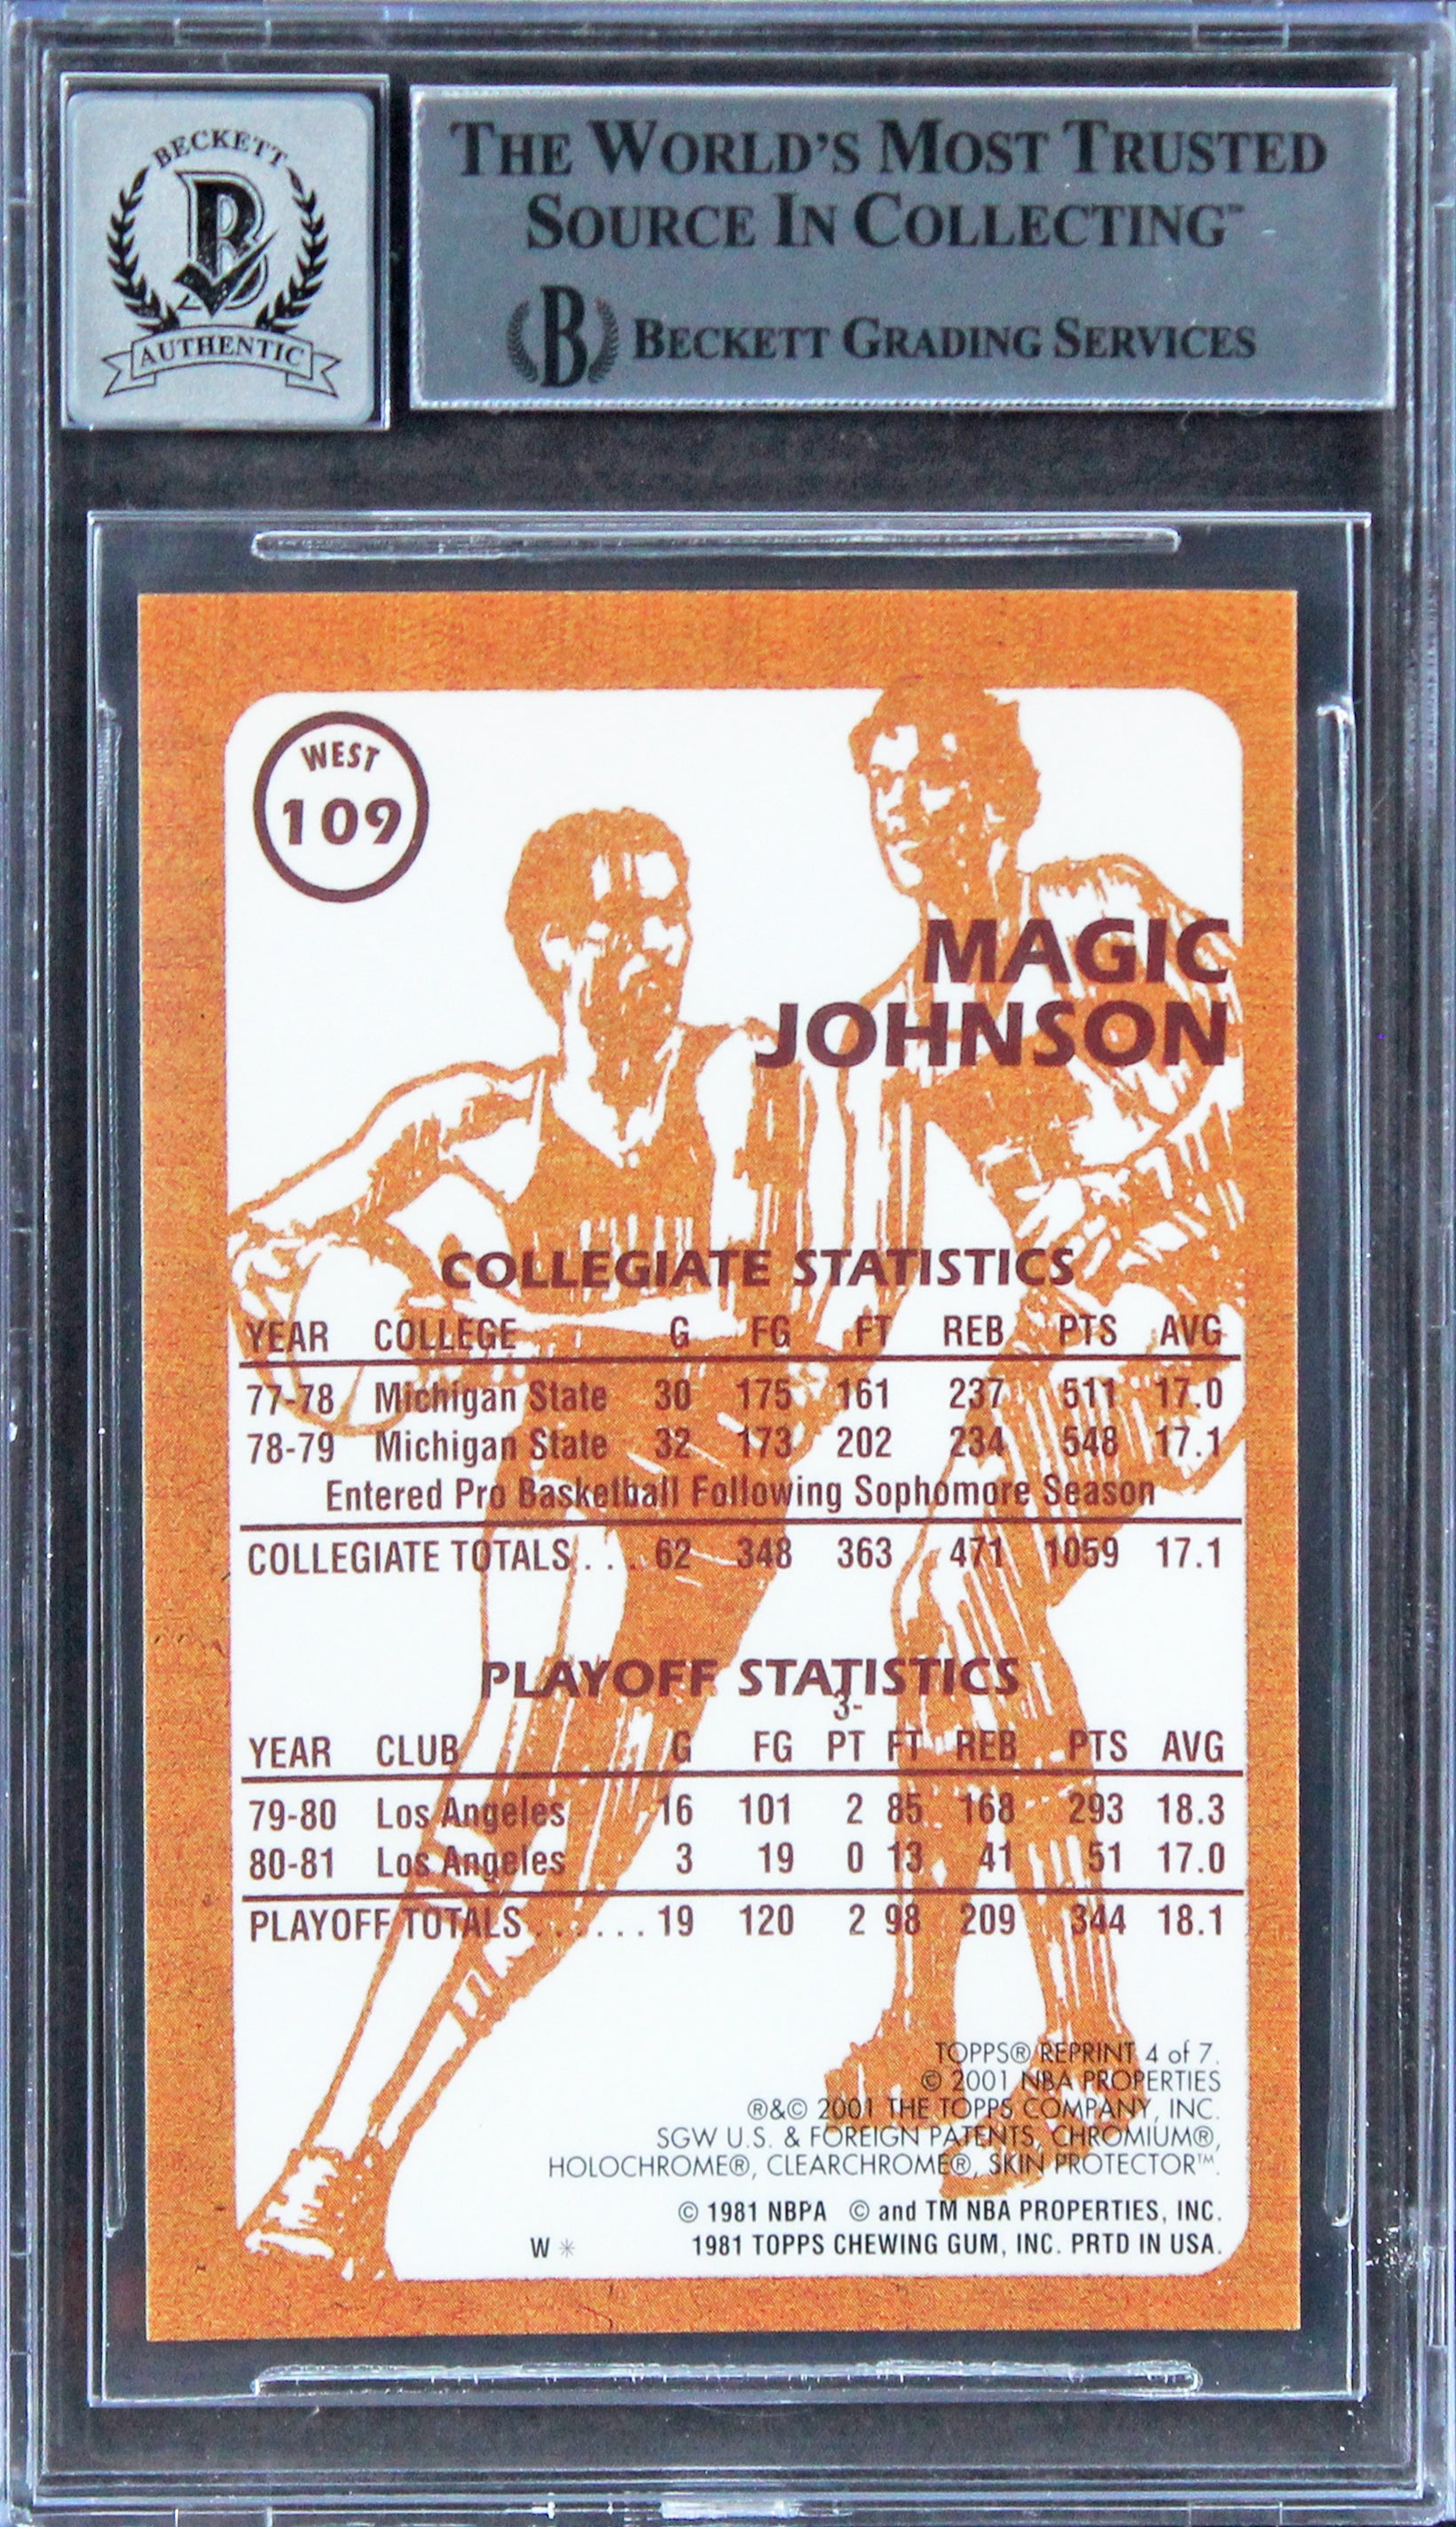 BECKETT
B
AUTHENTIC
THE WORLD'S MOST TRUSTED
SOURCE IN COLLECTING™
B BECKETT GRADING SERVICES
WEST
109
MAGIC
JOHNSON
COLLEGIATE STATISTICS
YEAR COLLEGE G FG FT REB PTS AVG
77-78 Michigan State 30 175 161 237 511 17.0
78-79 Michigan State 32 173 202 234 548 17.1
Entered Pro Basketball Following Sophomore Season
COLLEGIATE TOTALS . . . 62 348 363 471 1059 17.1
PLAYOFF STATISTICS
3-
YEAR CLUB G FG PT FT REB PTS AVG
79-80 Los Angeles 16 101 2 85 168 293 18.3
80-81 Los Angeles 3 19 0 13 41 51 17.0
PLAYOFF TOTALS . . . . . . 19 120 2 98 209 344 18.1
TOPPS® REPRINT 4 of 7.
© 2001 NBA PROPERTIES
®&© 2001 THE TOPPS COMPANY, INC.
SGW U.S. & FOREIGN PATENTS, CHROMIUM®,
HOLOCHROME®, CLEARCHROME®, SKIN PROTECTOR™.
© 1981 NBPA © and TM NBA PROPERTIES, INC.
W * 1981 TOPPS CHEWING GUM, INC. PRTD IN USA.